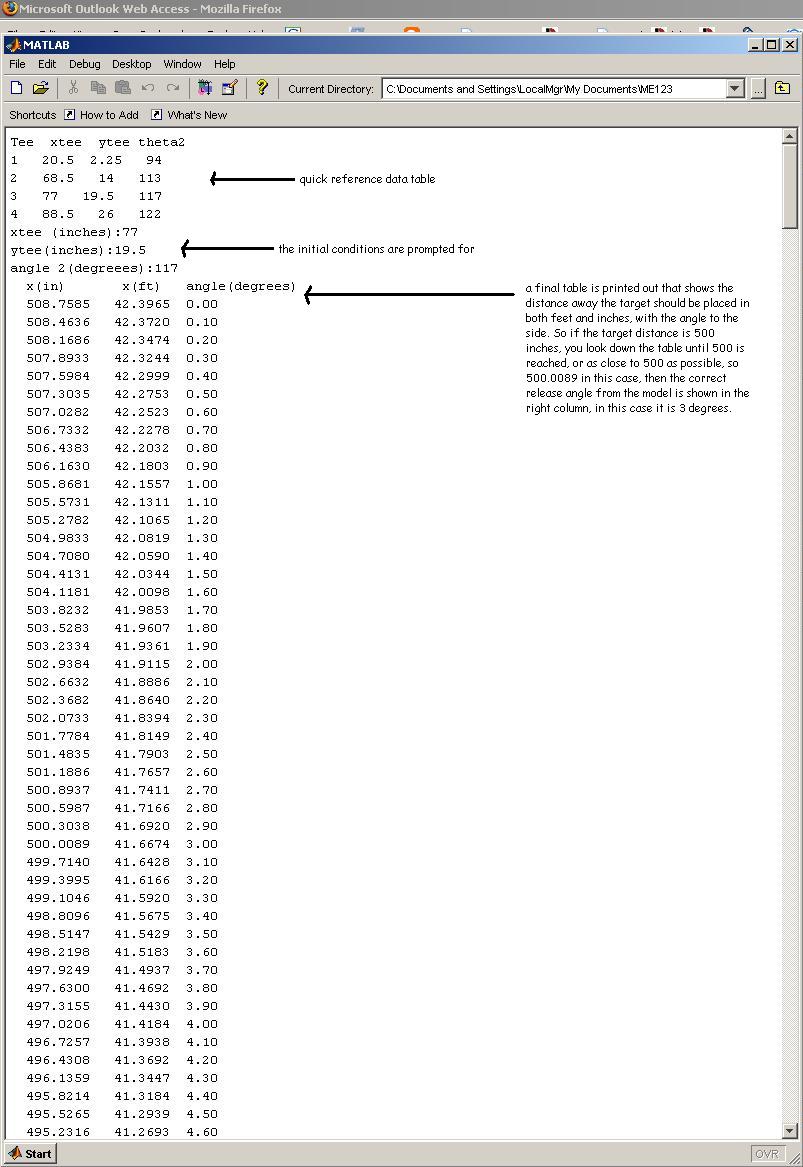 Microsoft Outlook Web Access - Mozilla Firefox
MATLAB
File Edit Debug Desktop Window Help
Current Directory: C:\Documents and Settings\LocalMgr\My Documents\ME123
...
Shortcuts How to Add What's New
Tee xtee ytee theta2
1 20.5 2.25 94
2 68.5 14 113
quick reference data table
3 77 19.5 117
4 88.5 26 122
xtee (inches):77
ytee(inches):19.5
the initial conditions are prompted for
angle 2(degreees):117
x(in) x(ft) angle(degrees)
a final table is printed out that shows the
distance away the target should be placed in
both feet and inches, with the angle to the
side. So if the target distance is 500
inches, you look down the table until 500 is
reached, or as close to 500 as possible, so
500.0089 in this case, then the correct
release angle from the model is shown in the
right column, in this case it is 3 degrees.
508.7585 42.3965 0.00
508.4636 42.3720 0.10
508.1686 42.3474 0.20
507.8933 42.3244 0.30
507.5984 42.2999 0.40
507.3035 42.2753 0.50
507.0282 42.2523 0.60
506.7332 42.2278 0.70
506.4383 42.2032 0.80
506.1630 42.1803 0.90
505.8681 42.1557 1.00
505.5731 42.1311 1.10
505.2782 42.1065 1.20
504.9833 42.0819 1.30
504.7080 42.0590 1.40
504.4131 42.0344 1.50
504.1181 42.0098 1.60
503.8232 41.9853 1.70
503.5283 41.9607 1.80
503.2334 41.9361 1.90
502.9384 41.9115 2.00
502.6632 41.8886 2.10
502.3682 41.8640 2.20
502.0733 41.8394 2.30
501.7784 41.8149 2.40
501.4835 41.7903 2.50
501.1886 41.7657 2.60
500.8937 41.7411 2.70
500.5987 41.7166 2.80
500.3038 41.6920 2.90
500.0089 41.6674 3.00
499.7140 41.6428 3.10
499.3995 41.6166 3.20
499.1046 41.5920 3.30
498.8096 41.5675 3.40
498.5147 41.5429 3.50
498.2198 41.5183 3.60
497.9249 41.4937 3.70
497.6300 41.4692 3.80
497.3155 41.4430 3.90
497.0206 41.4184 4.00
496.7257 41.3938 4.10
496.4308 41.3692 4.20
496.1359 41.3447 4.30
495.8214 41.3184 4.40
495.5265 41.2939 4.50
495.2316 41.2693 4.60
Start
OVR